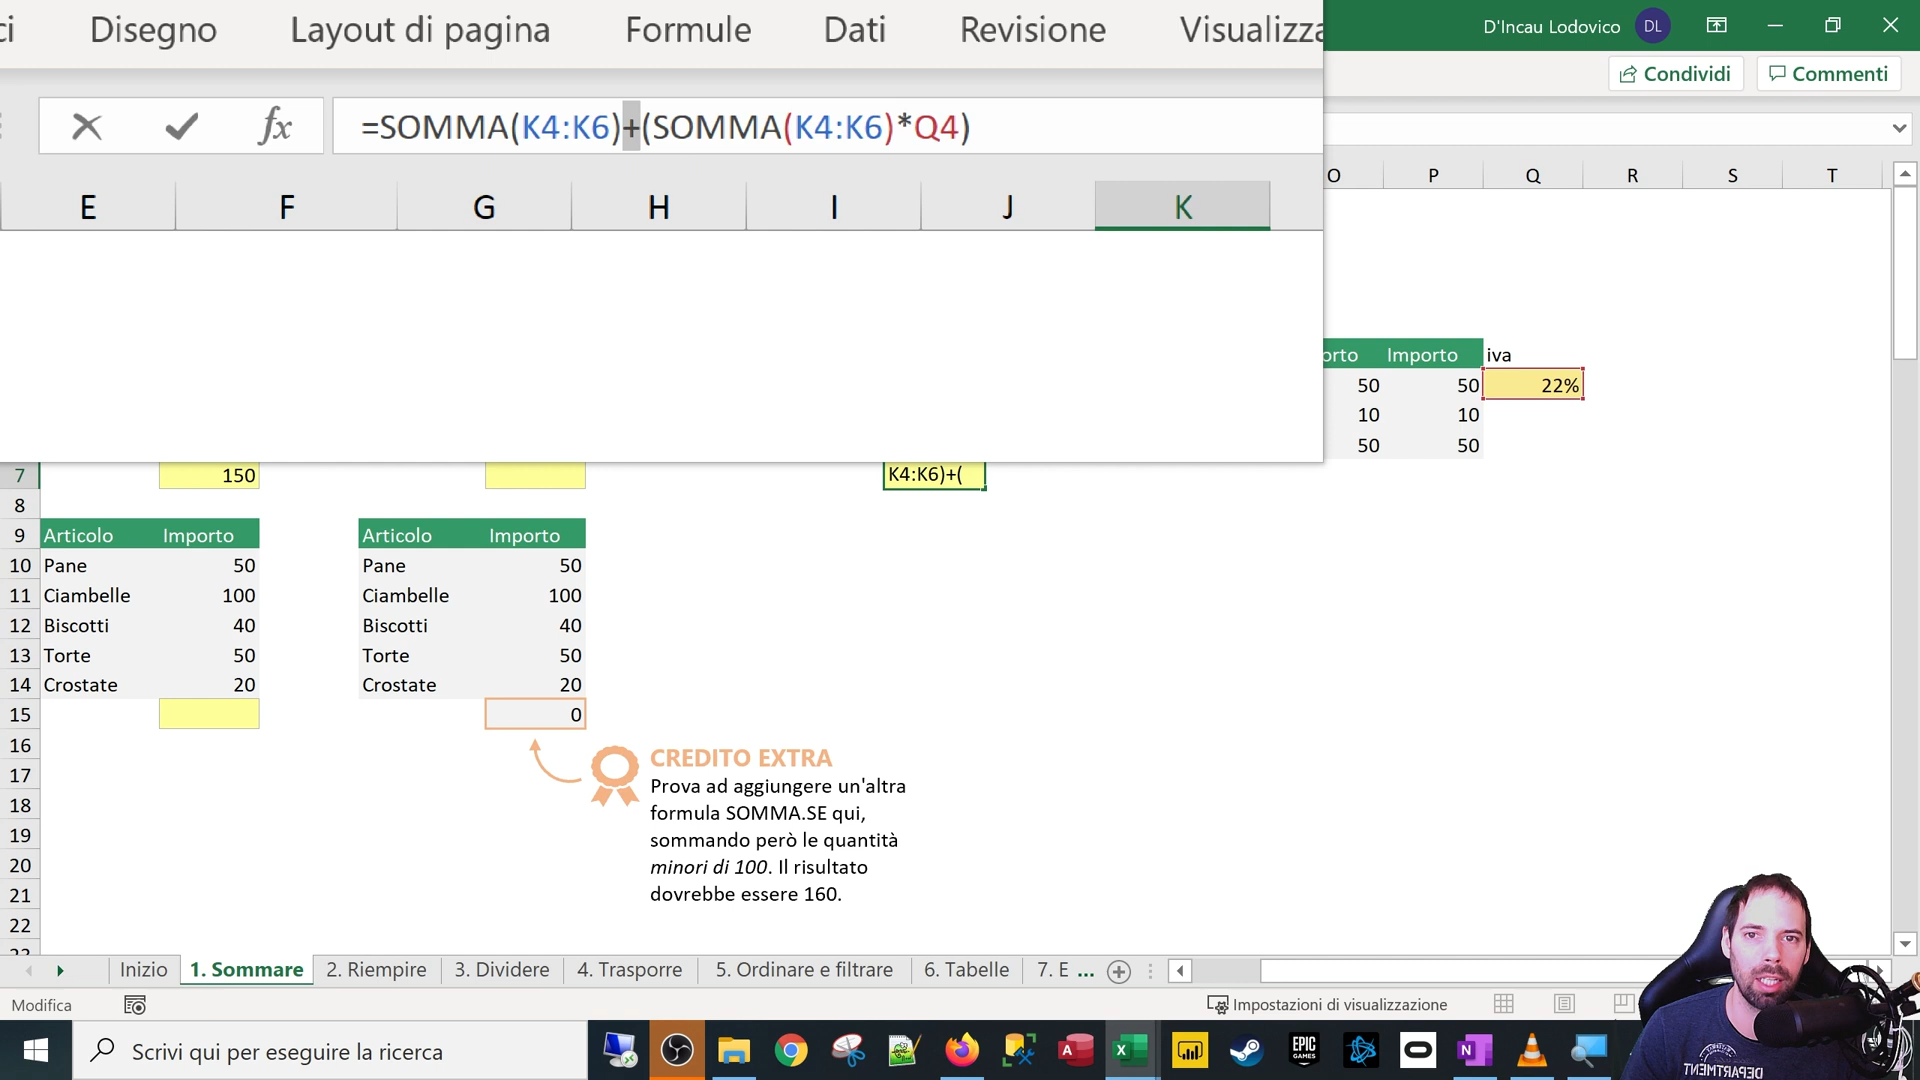 ci Disegno Layout di pagina Formule Dati Revisione Visualizza
D'Incau Lodovico DL
Condividi Commenti
fx =SOMMA(K4:K6)+(SOMMA(K4:K6)*Q4)
E F G H I J K
O P Q R S T
orto Importo iva
50 50 22%
10 10
50 50
7 150 K4:K6)+(
8
9 Articolo Importo Articolo Importo
10 Pane 50 Pane 50
11 Ciambelle 100 Ciambelle 100
12 Biscotti 40 Biscotti 40
13 Torte 50 Torte 50
14 Crostate 20 Crostate 20
15 0
16 CREDITO EXTRA
17 Prova ad aggiungere un'altra
18 formula SOMMA.SE qui,
19 sommando però le quantità
20 minori di 100. Il risultato
21 dovrebbe essere 160.
22
Inizio 1. Sommare 2. Riempire 3. Dividere 4. Trasporre 5. Ordinare e filtrare 6. Tabelle 7. E ...
Modifica Impostazioni di visualizzazione
Scrivi qui per eseguire la ricerca
A X EPIC GAMES N
DEPARTMENT